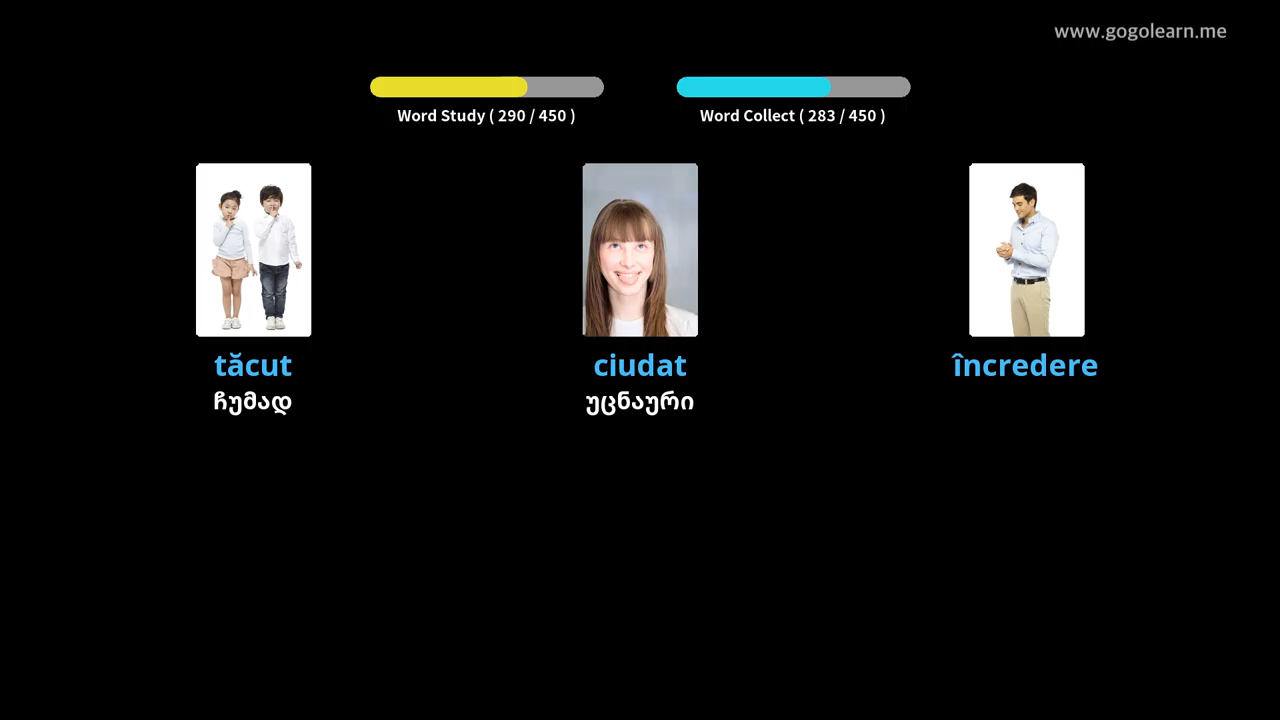 www.gogolearn.me
Word Study ( 290 / 450 )
Word Collect ( 283 / 450 )
tăcut
ciudat
încredere
ჩუმად
უცნაური